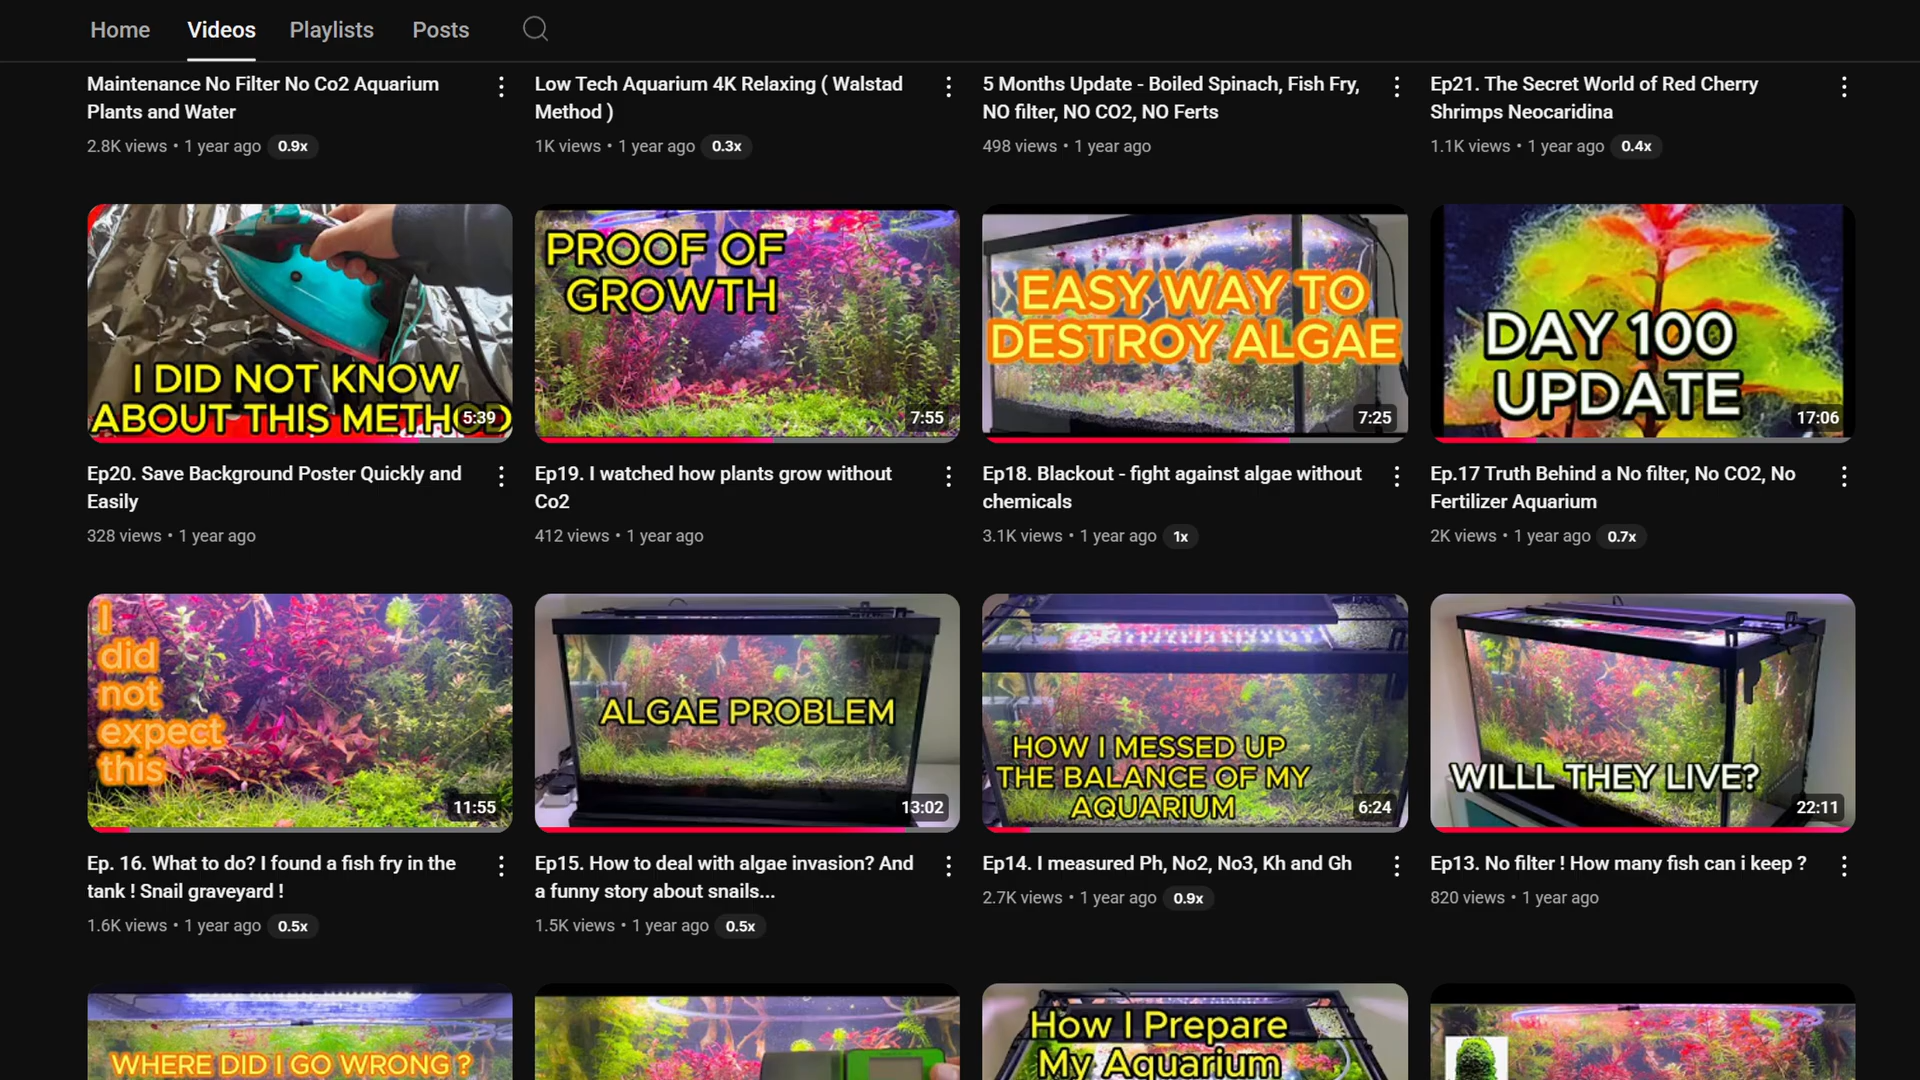 Home Videos Playlists Posts
Maintenance No Filter No Co2 Aquarium
Plants and Water
2.8K views • 1 year ago 0.9x
Low Tech Aquarium 4K Relaxing ( Walstad
Method )
1K views • 1 year ago 0.3x
5 Months Update - Boiled Spinach, Fish Fry,
NO filter, NO CO2, NO Ferts
498 views • 1 year ago
Ep21. The Secret World of Red Cherry
Shrimps Neocaridina
1.1K views • 1 year ago 0.4x
I DID NOT KNOW
ABOUT THIS METHOD
5:39
Ep20. Save Background Poster Quickly and
Easily
328 views • 1 year ago
PROOF OF
GROWTH
7:55
Ep19. I watched how plants grow without
Co2
412 views • 1 year ago
EASY WAY TO
DESTROY ALGAE
7:25
Ep18. Blackout - fight against algae without
chemicals
3.1K views • 1 year ago 1x
DAY 100
UPDATE
17:06
Ep.17 Truth Behind a No filter, No CO2, No
Fertilizer Aquarium
2K views • 1 year ago 0.7x
I
did
not
expect
this
11:55
Ep. 16. What to do? I found a fish fry in the
tank ! Snail graveyard !
1.6K views • 1 year ago 0.5x
ALGAE PROBLEM
13:02
Ep15. How to deal with algae invasion? And
a funny story about snails...
1.5K views • 1 year ago 0.5x
HOW I MESSED UP
THE BALANCE OF MY
AQUARIUM
6:24
Ep14. I measured Ph, No2, No3, Kh and Gh
2.7K views • 1 year ago 0.9x
WILLL THEY LIVE?
22:11
Ep13. No filter ! How many fish can i keep ?
820 views • 1 year ago
WHERE DID I GO WRONG ?
How I Prepare
My Aquarium